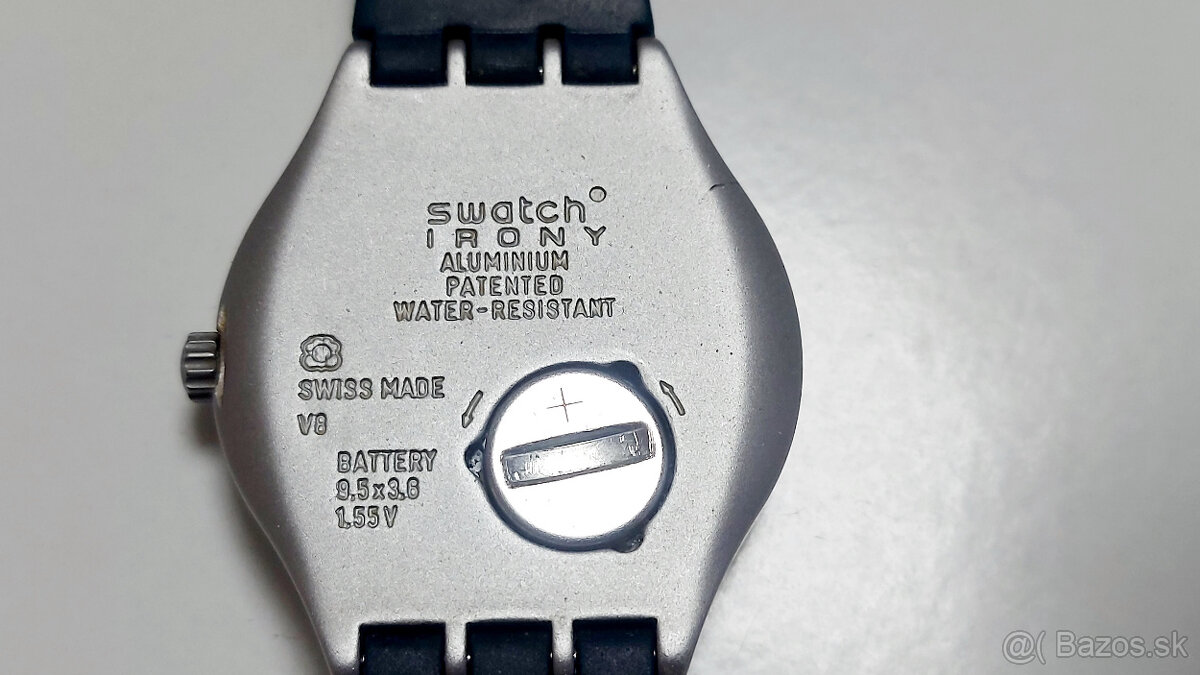 swatch
IRONY
ALUMINIUM
PATENTED
WATER-RESISTANT
SWISS MADE
V8
BATTERY
9,5x3,6
1.55V
+
@( Bazos.sk